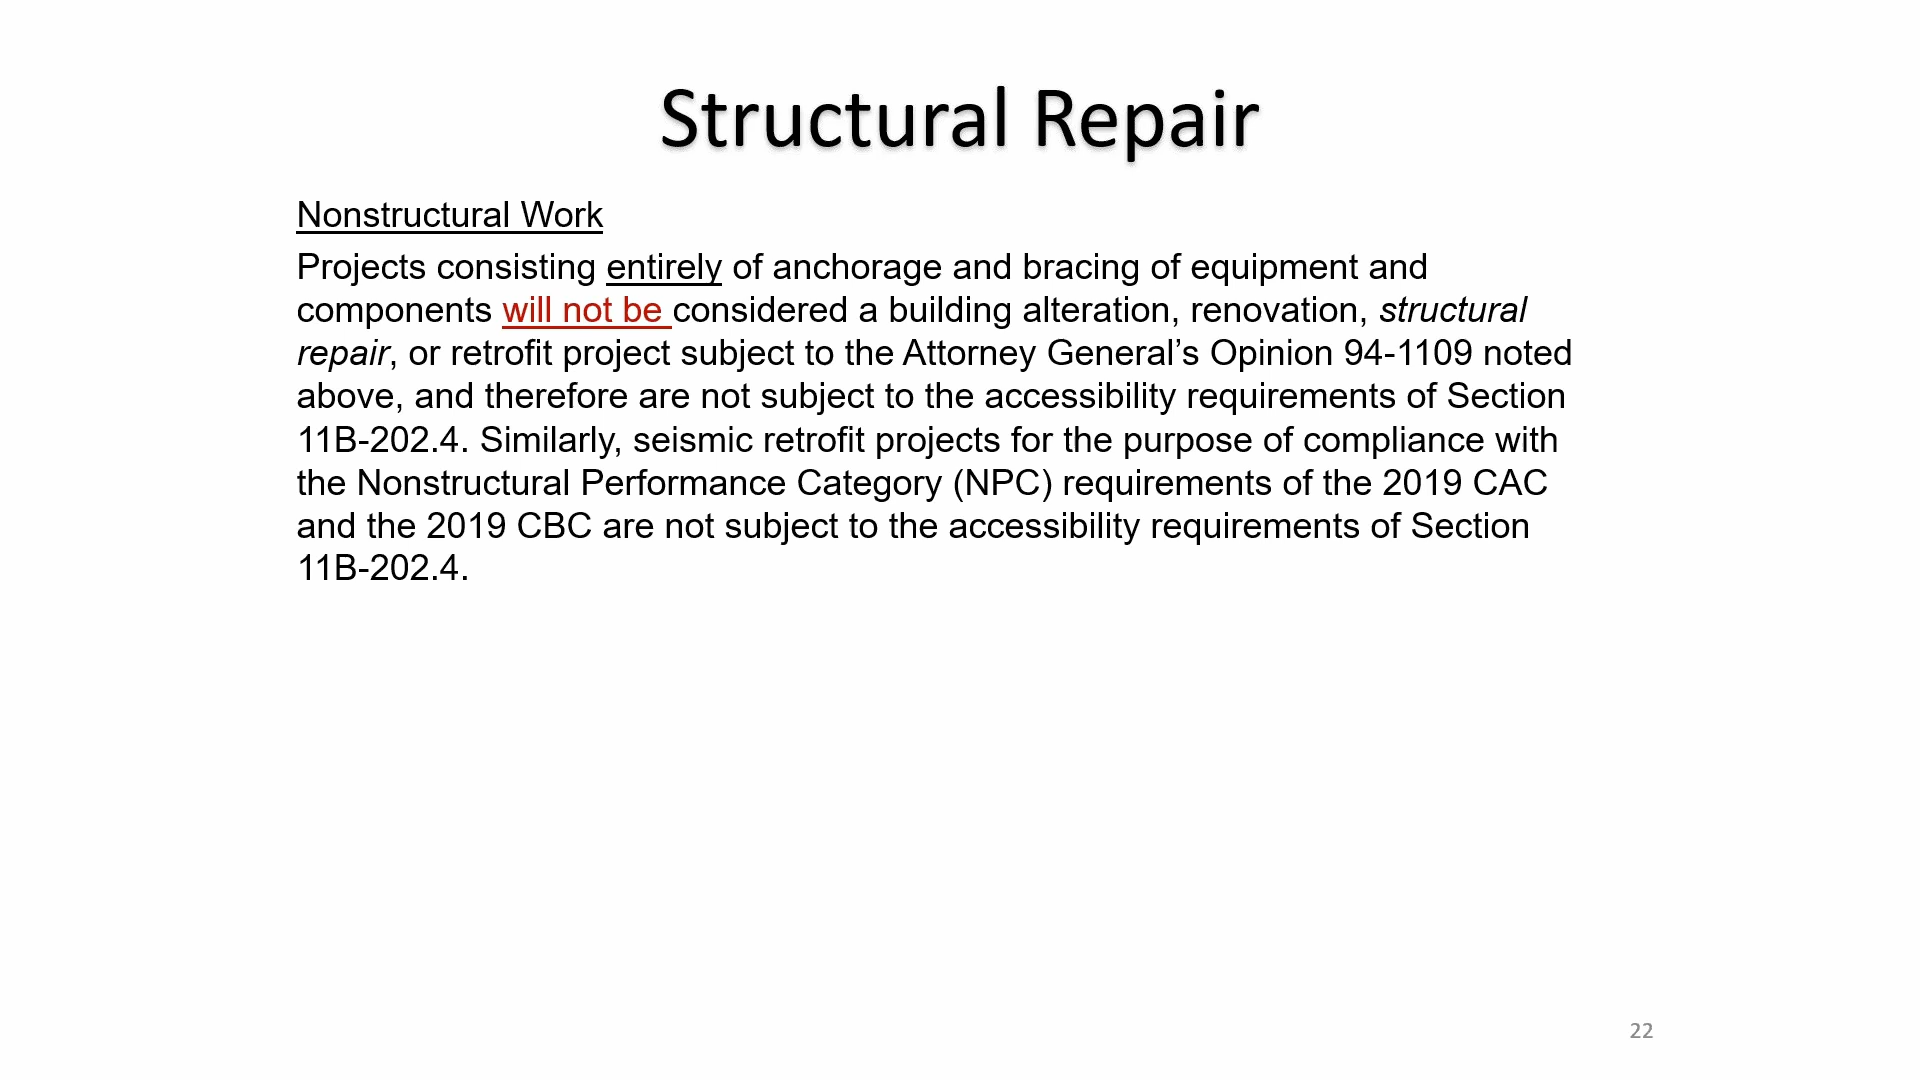 Structural Repair
Nonstructural Work
Projects consisting entirely of anchorage and bracing of equipment and
components will not be considered a building alteration, renovation, structural
repair, or retrofit project subject to the Attorney General’s Opinion 94-1109 noted
above, and therefore are not subject to the accessibility requirements of Section
11B-202.4. Similarly, seismic retrofit projects for the purpose of compliance with
the Nonstructural Performance Category (NPC) requirements of the 2019 CAC
and the 2019 CBC are not subject to the accessibility requirements of Section
11B-202.4.
22